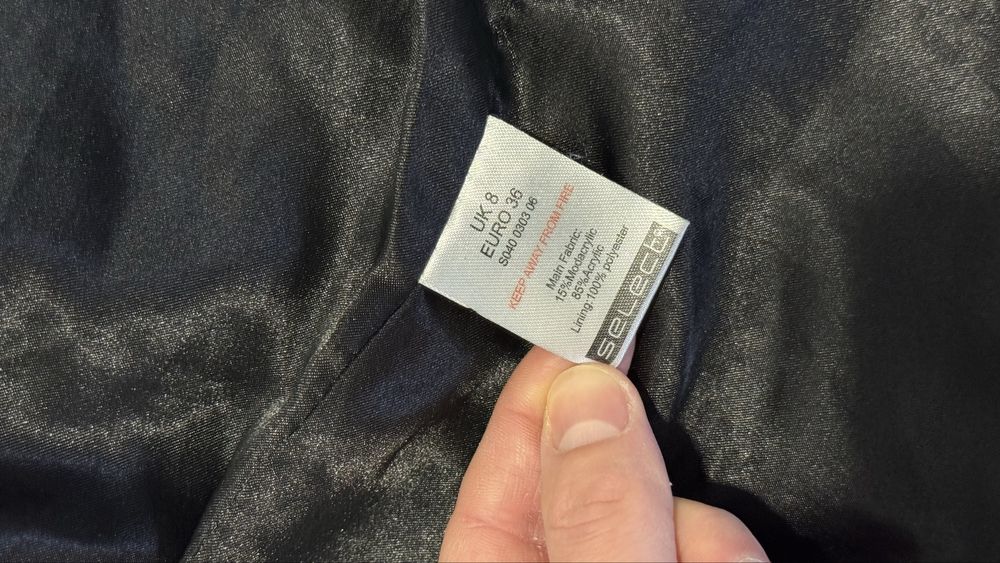 UK 8
EURO 36
S040 0303 06
KEEP AWAY FROM FIRE
Main Fabric:
15%Modacrylic
85%Acrylic
Lining:100% polyester
SELECT